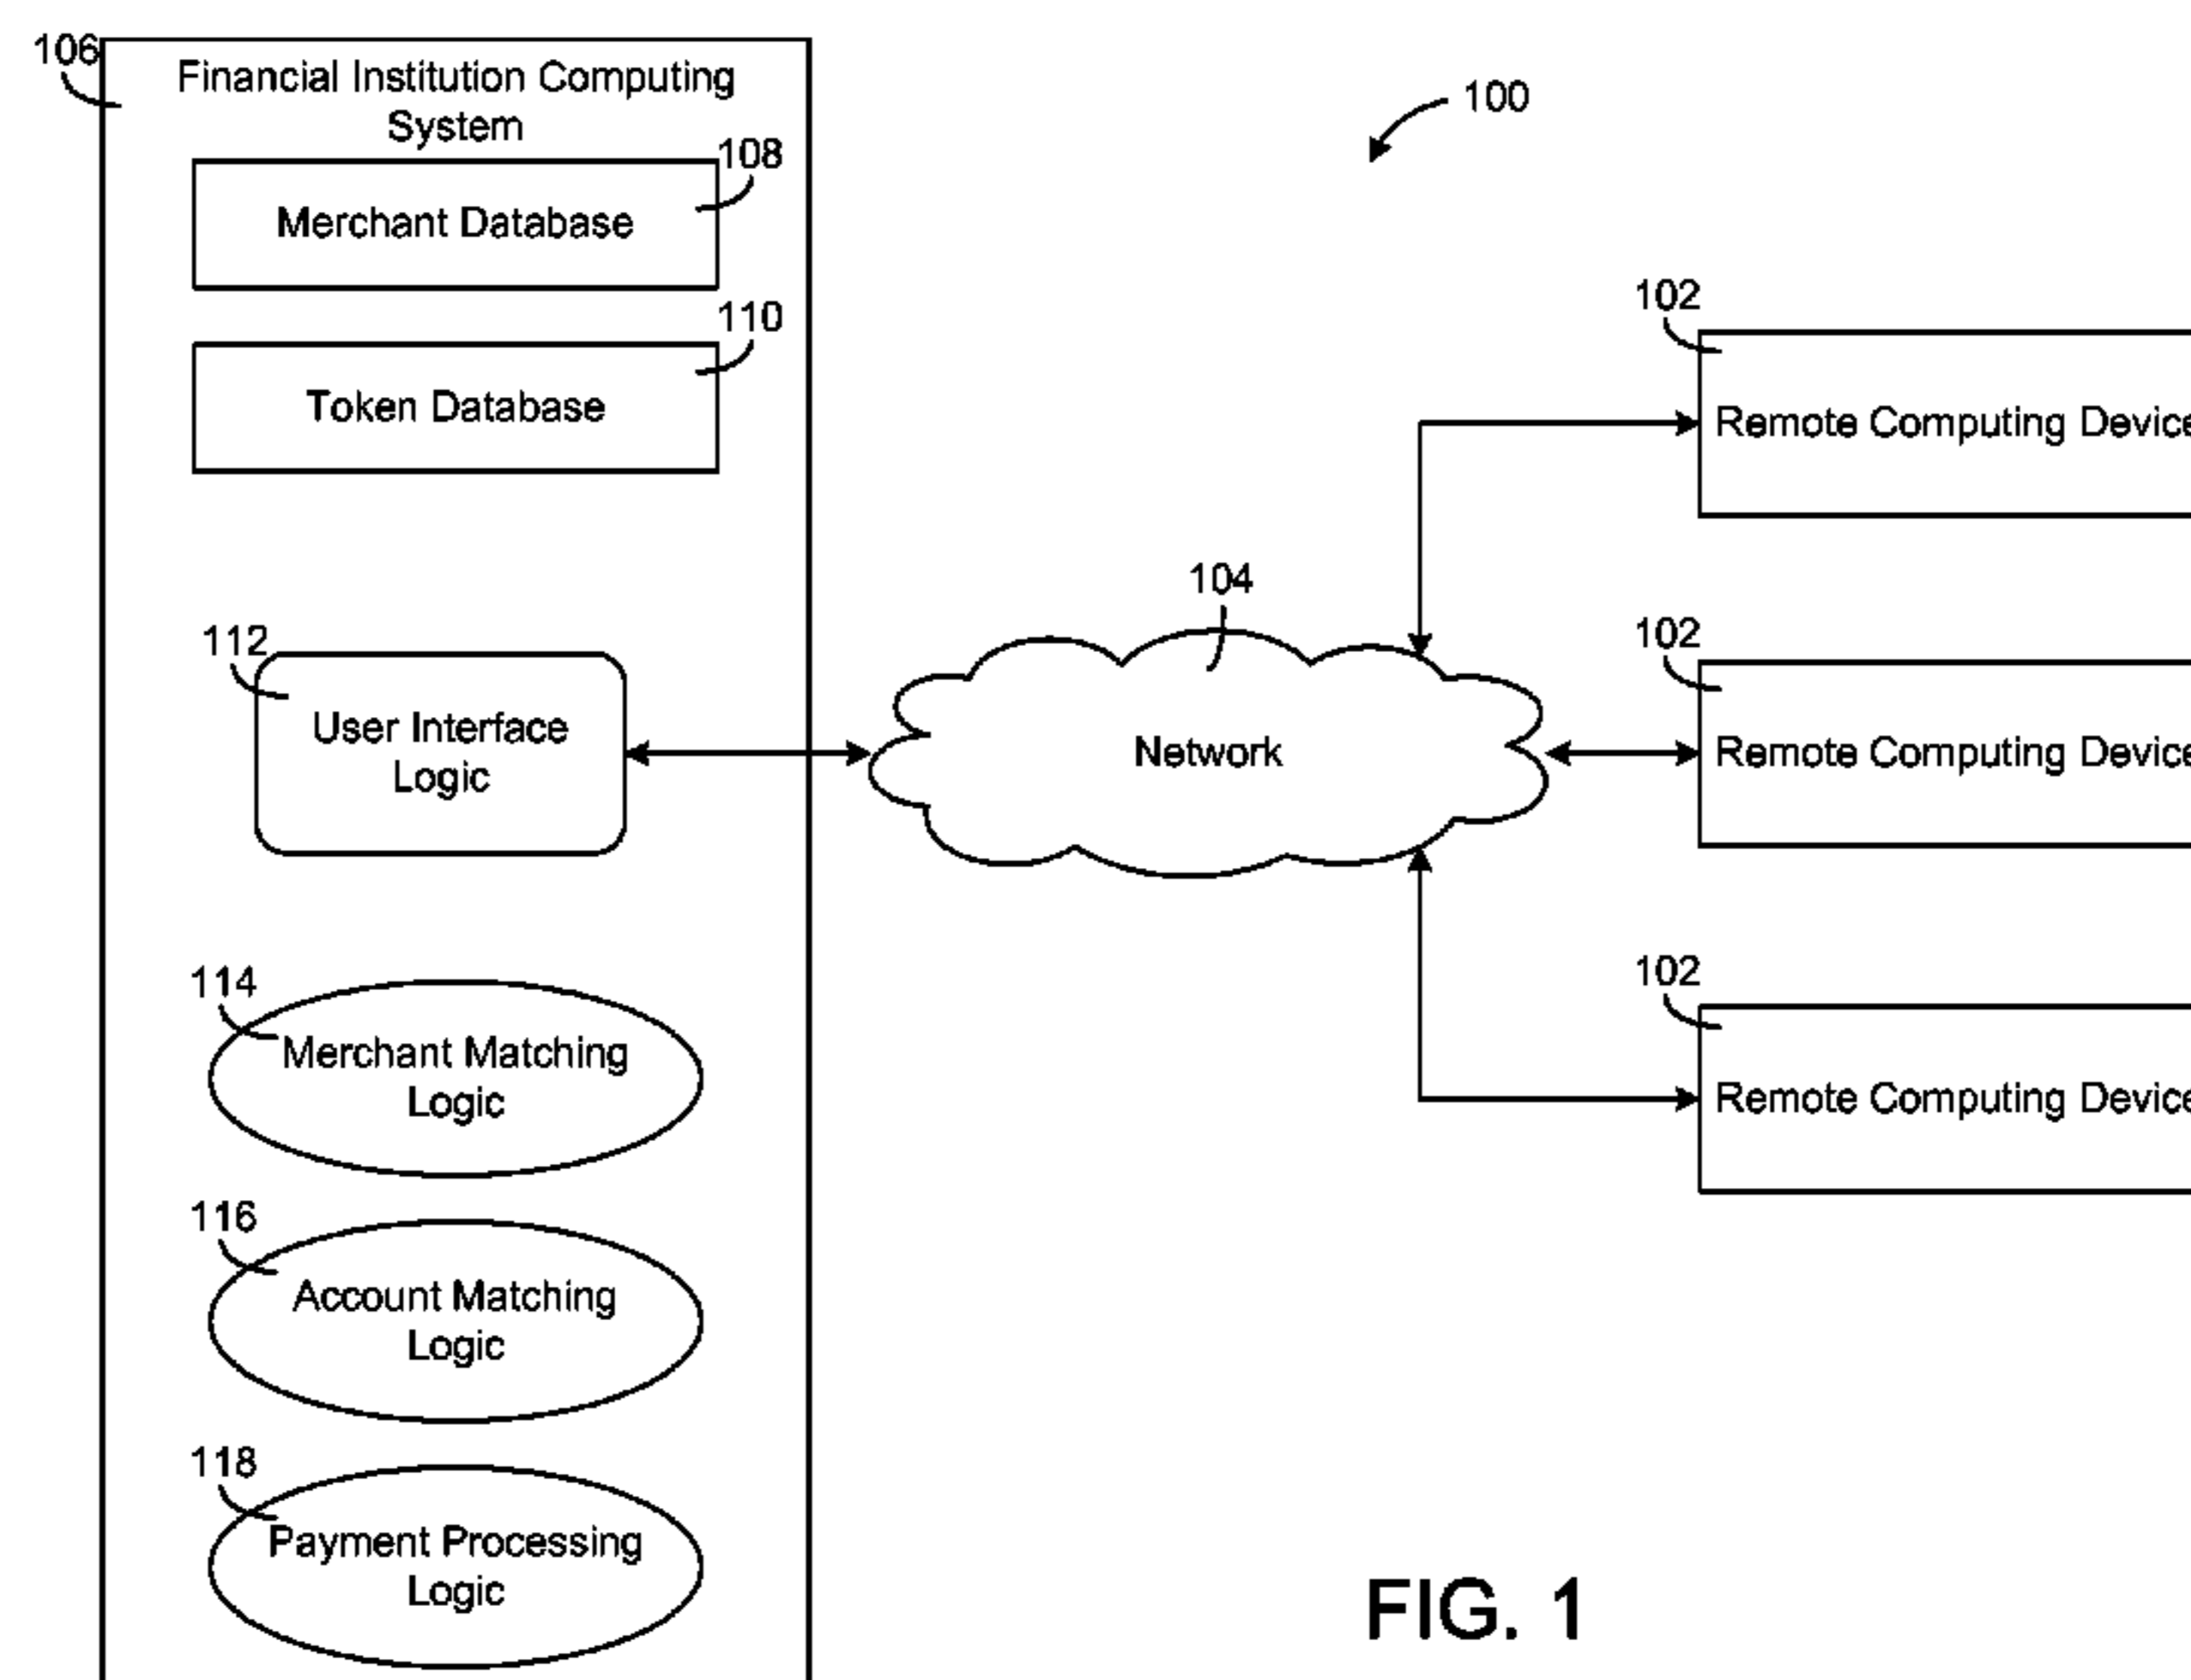 106
Financial Institution Computing
System
108
Merchant Database
110
Token Database
112
User Interface
Logic
114
Merchant Matching
Logic
116
Account Matching
Logic
118
Payment Processing
Logic
100
104
Network
102
Remote Computing Device
102
Remote Computing Device
102
Remote Computing Device
FIG. 1